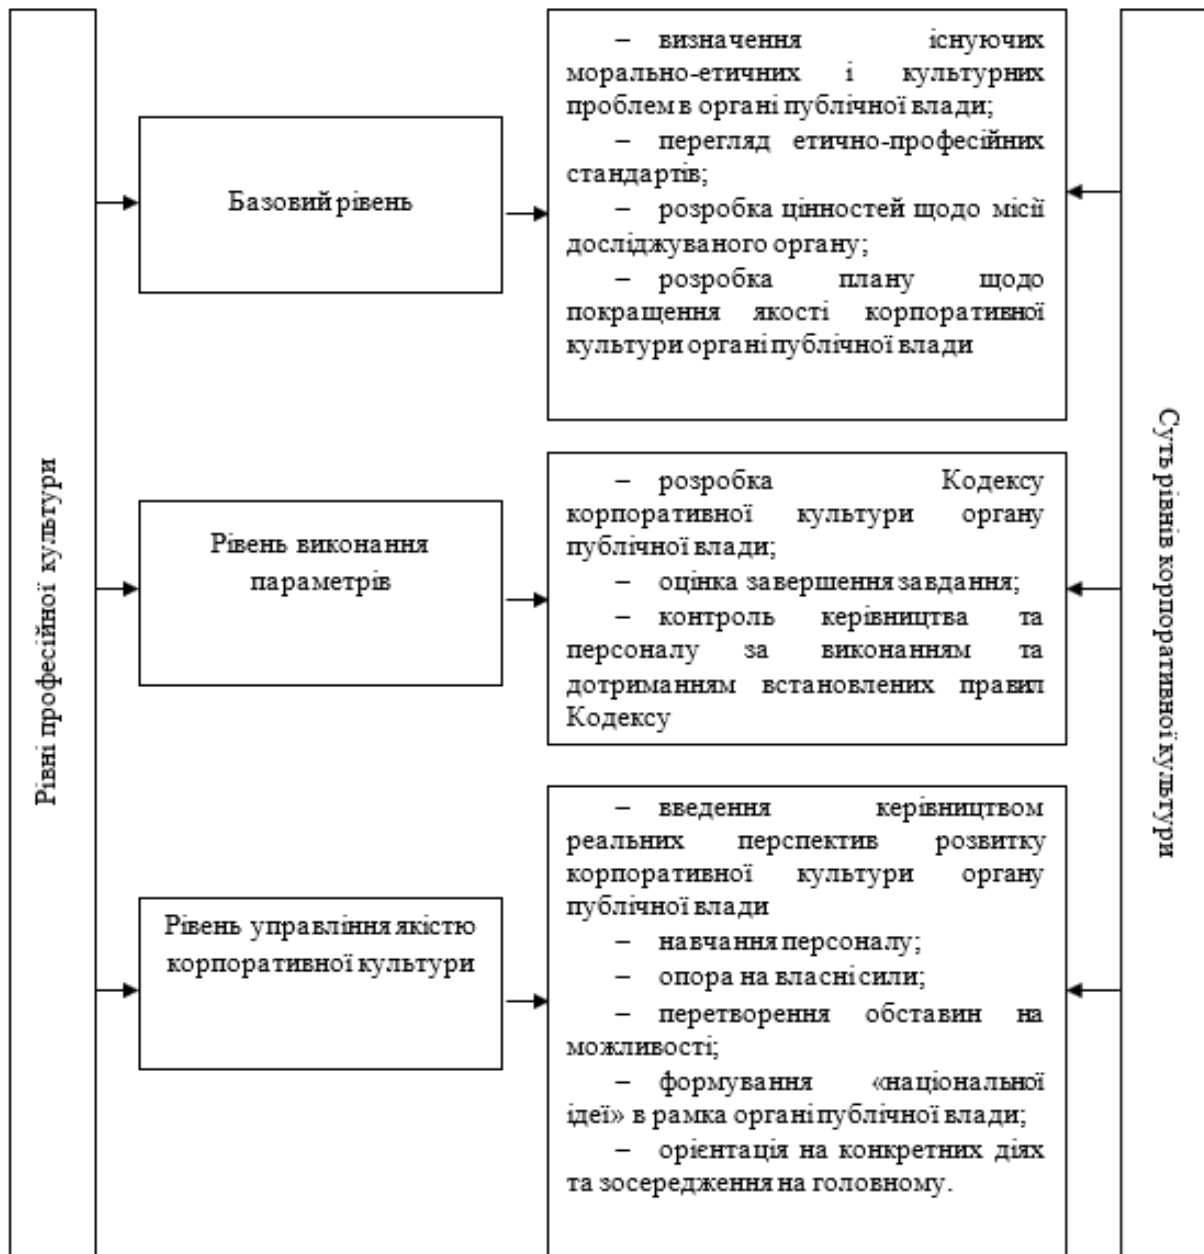 Рівні професійної культури
Базовий рівень
– визначення існуючих
морально-етичних і культурних
проблем в органі публічної влади;
– перегляд етично-професійних
стандартів;
– розробка цінностей щодо місії
досліджуваного органу;
– розробка плану щодо
покращення якості корпоративної
культури органі публічної влади
Рівень виконання
параметрів
– розробка Кодексу
корпоративної культури органу
публічної влади;
– оцінка завершення завдання;
– контроль керівництва та
персоналу за виконанням та
дотриманням встановлених правил
Кодексу
Рівень управління якістю
корпоративної культури
– введення керівництвом
реальних перспектив розвитку
корпоративної культури органу
публічної влади
– навчання персоналу;
– опора на власні сили;
– перетворення обставин на
можливості;
– формування «національної
ідеї» в рамка органі публічної влади;
– орієнтація на конкретних діях
та зосередження на головному.
Суть рівнів корпоративної культури